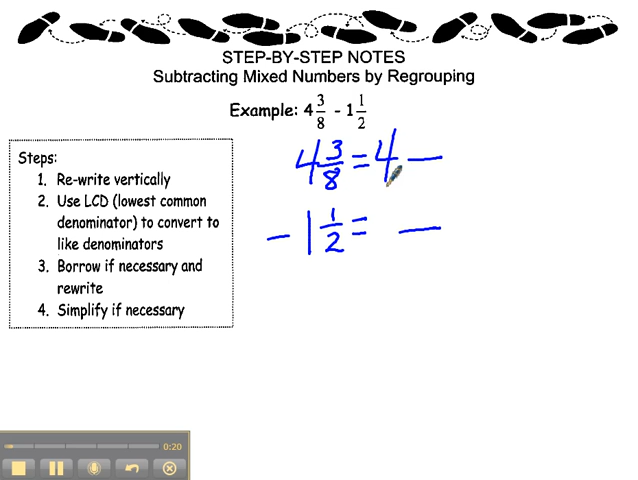 STEP-BY-STEP NOTES
Subtracting Mixed Numbers by Regrouping
Example: 4 3/8 - 1 1/2
Steps:
1. Re-write vertically
2. Use LCD (lowest common
denominator) to convert to
like denominators
3. Borrow if necessary and
rewrite
4. Simplify if necessary
4 3/8 = 4 —
- 1 1/2 = —
0:20